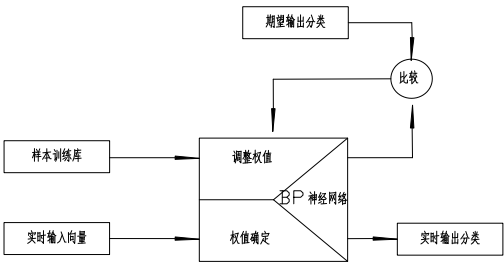 期望输出分类
比较
样本训练库
调整权值
BP 神经网络
实时输入向量
权值确定
实时输出分类